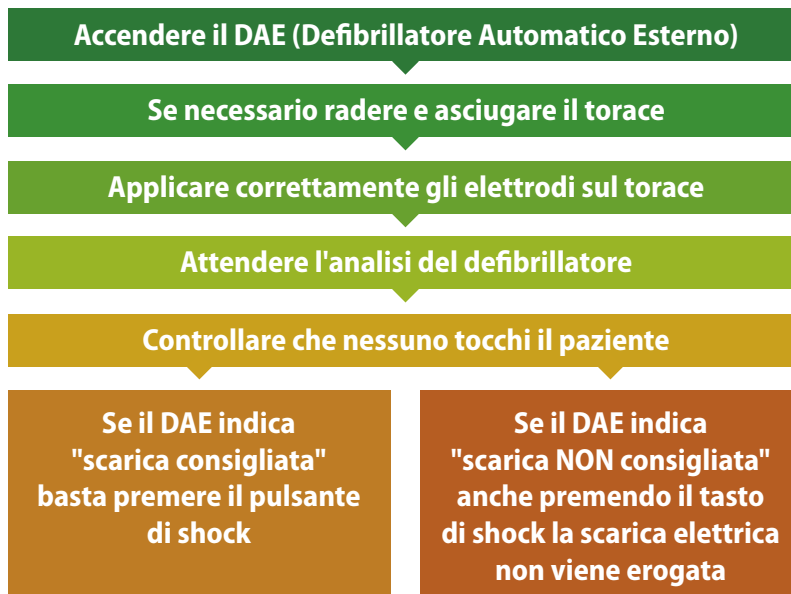 Accendere il DAE (Defibrillatore Automatico Esterno)
Se necessario radere e asciugare il torace
Applicare correttamente gli elettrodi sul torace
Attendere l'analisi del defibrillatore
Controllare che nessuno tocchi il paziente
Se il DAE indica
"scarica consigliata"
basta premere il pulsante
di shock
Se il DAE indica
"scarica NON consigliata"
anche premendo il tasto
di shock la scarica elettrica
non viene erogata